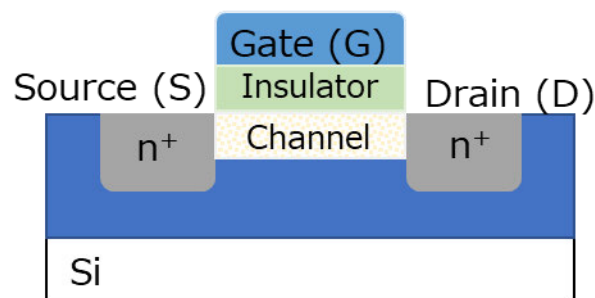 Gate (G)
Source (S)
Insulator
Drain (D)
n⁺
Channel
n⁺
Si